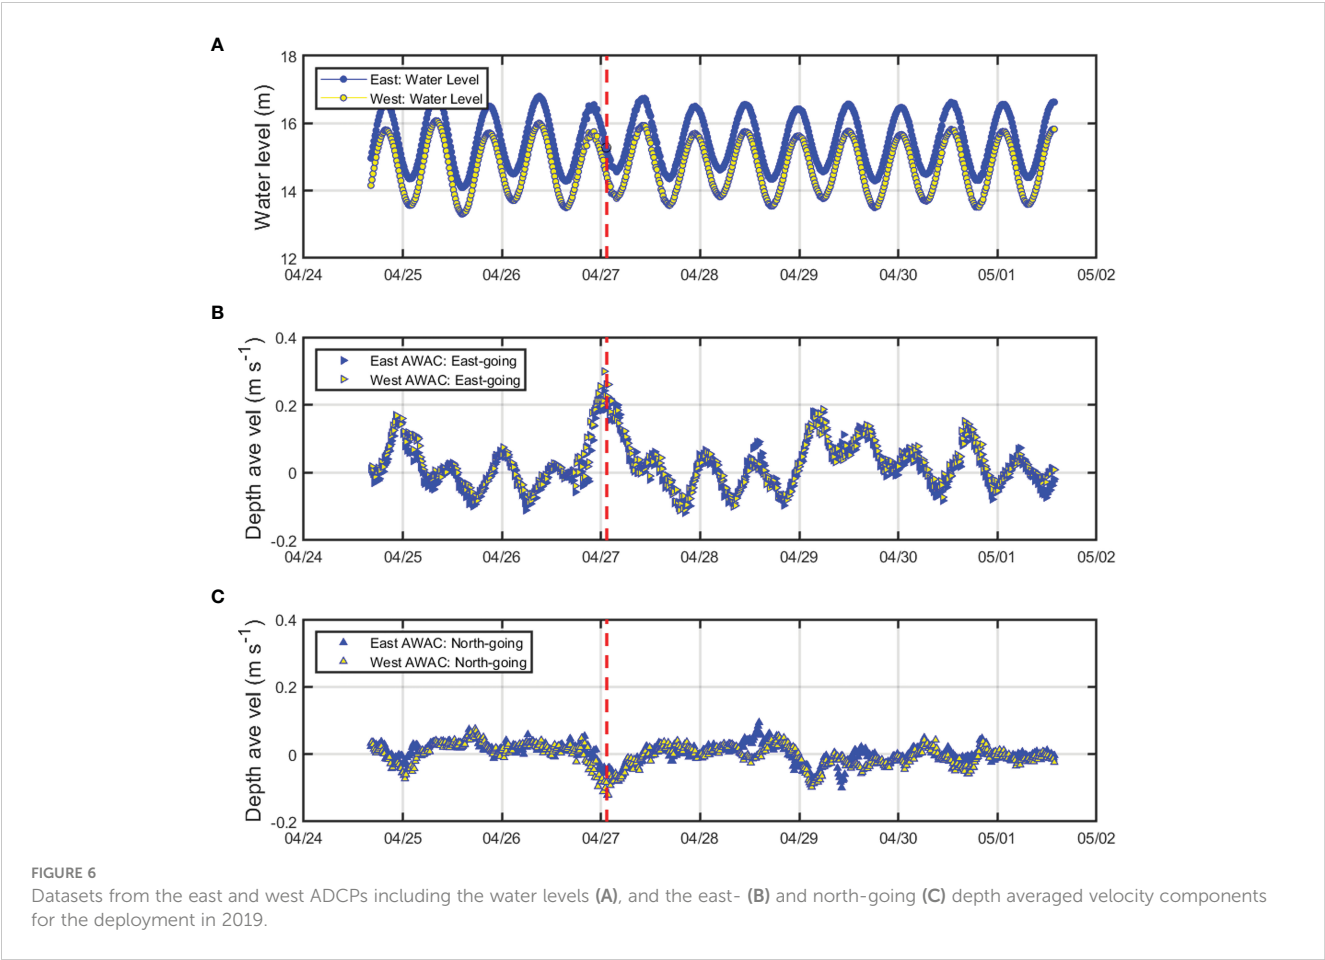 A
Water level (m)
18
16
14
12
East: Water Level
West: Water Level
04/24 04/25 04/26 04/27 04/28 04/29 04/30 05/01 05/02
B
Depth ave vel (m s-1)
0.4
0.2
0
-0.2
East AWAC: East-going
West AWAC: East-going
04/24 04/25 04/26 04/27 04/28 04/29 04/30 05/01 05/02
C
Depth ave vel (m s-1)
0.4
0.2
0
-0.2
East AWAC: North-going
West AWAC: North-going
04/24 04/25 04/26 04/27 04/28 04/29 04/30 05/01 05/02
FIGURE 6
Datasets from the east and west ADCPs including the water levels (A), and the east- (B) and north-going (C) depth averaged velocity components
for the deployment in 2019.